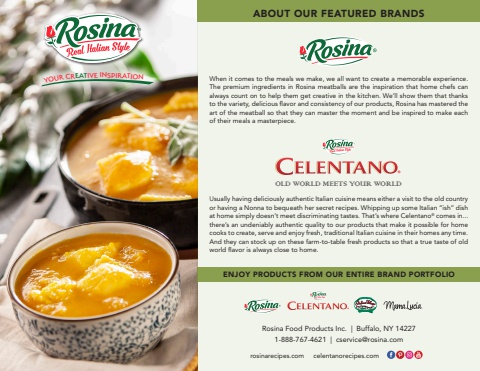 Rosina
Real Italian Style
YOUR CREATIVE INSPIRATION
ABOUT OUR FEATURED BRANDS
Rosina
When it comes to the meals we make, we all want to create a memorable experience.
The premium ingredients in Rosina meatballs are the inspiration that home chefs can
always count on to help them get creative in the kitchen. We'll show them that thanks
to the variety, delicious flavor and consistency of our products, Rosina has mastered the
art of the meatball so that they can master the moment and be inspired to make each
of their meals a masterpiece.
Rosina
Real Italian Style
CELENTANO®
OLD WORLD MEETS YOUR WORLD
Usually having deliciously authentic Italian cuisine means either a visit to the old country
or having a Nonna to bequeath her secret recipes. Whipping up some Italian "ish" dish
at home simply doesn't meet discriminating tastes. That's where Celentano® comes in...
there's an undeniably authentic quality to our products that make it possible for home
cooks to create, serve and enjoy fresh, traditional Italian cuisine in their homes any time.
And they can stock up on these farm-to-table fresh products so that a true taste of old
world flavor is always close to home.
ENJOY PRODUCTS FROM OUR ENTIRE BRAND PORTFOLIO
Rosina
Rosina
CELENTANO
Mama Lucia
Rosina Food Products Inc. | Buffalo, NY 14227
1-888-767-4621 | cservice@rosina.com
rosinarecipes.com celentanorecipes.com